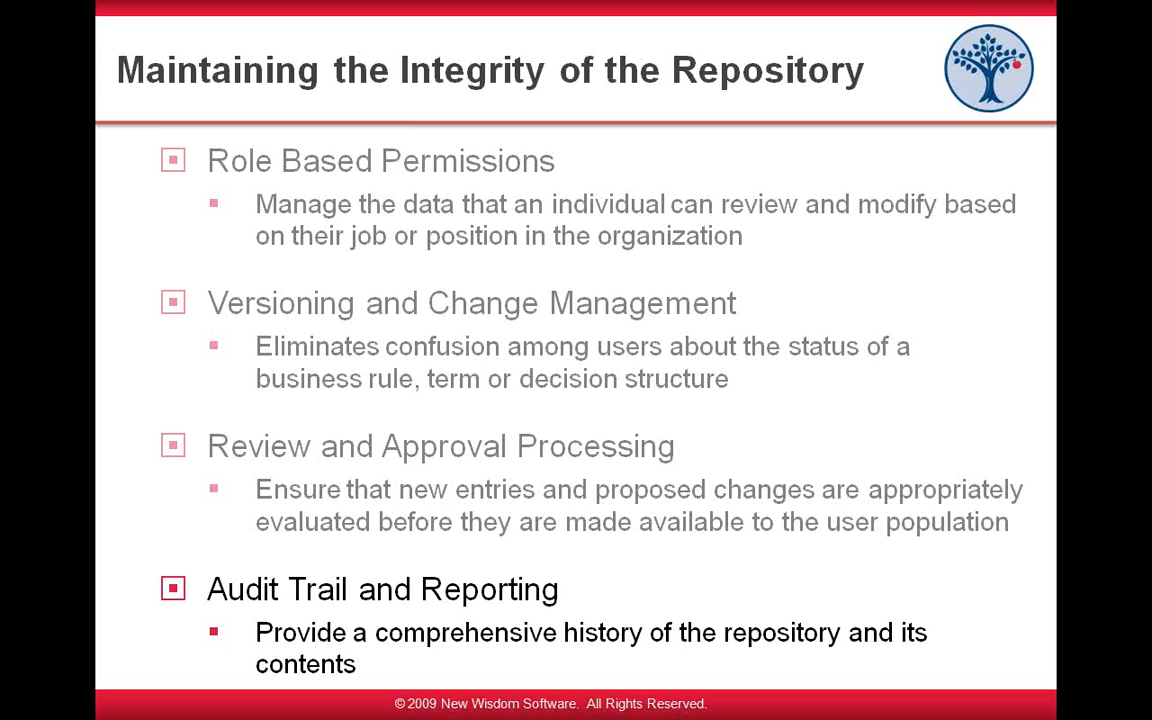 Maintaining the Integrity of the Repository
Role Based Permissions
Manage the data that an individual can review and modify based
on their job or position in the organization
Versioning and Change Management
Eliminates confusion among users about the status of a
business rule, term or decision structure
Review and Approval Processing
Ensure that new entries and proposed changes are appropriately
evaluated before they are made available to the user population
Audit Trail and Reporting
Provide a comprehensive history of the repository and its
contents
© 2009 New Wisdom Software. All Rights Reserved.